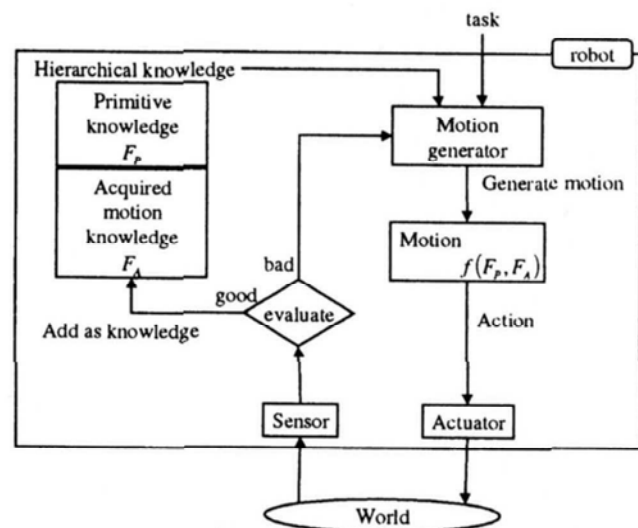 task
robot
Hierarchical knowledge
Primitive
knowledge
F_P
Motion
generator
Generate motion
Acquired
motion
knowledge
F_A
Motion
f(F_P, F_A)
bad
good
evaluate
Add as knowledge
Action
Sensor
Actuator
World